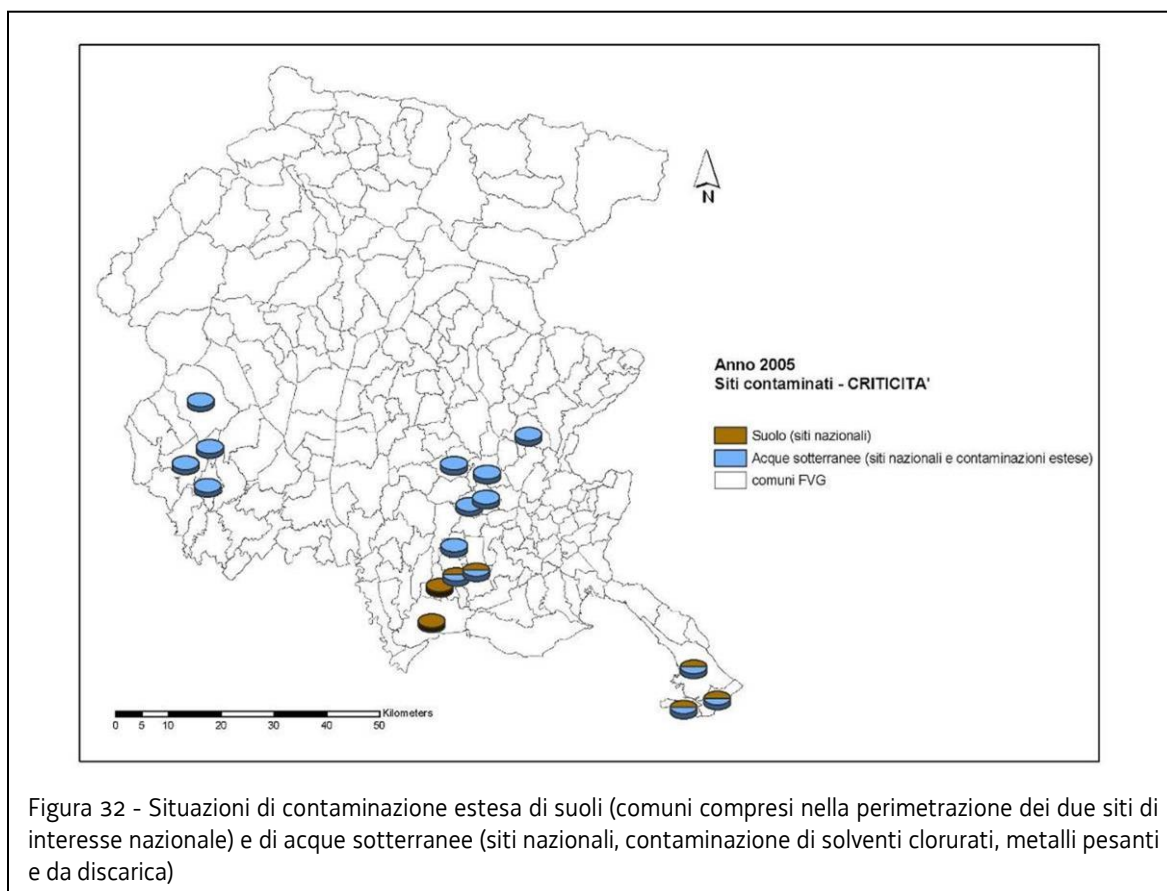 N
Anno 2005
Siti contaminati - CRITICITA'
Suolo (siti nazionali)
Acque sotterranee (siti nazionali e contaminazioni estese)
comuni FVG
Kilometers
0 5 10 20 30 40 50
Figura 32 - Situazioni di contaminazione estesa di suoli (comuni compresi nella perimetrazione dei due siti di
interesse nazionale) e di acque sotterranee (siti nazionali, contaminazione di solventi clorurati, metalli pesanti
e da discarica)